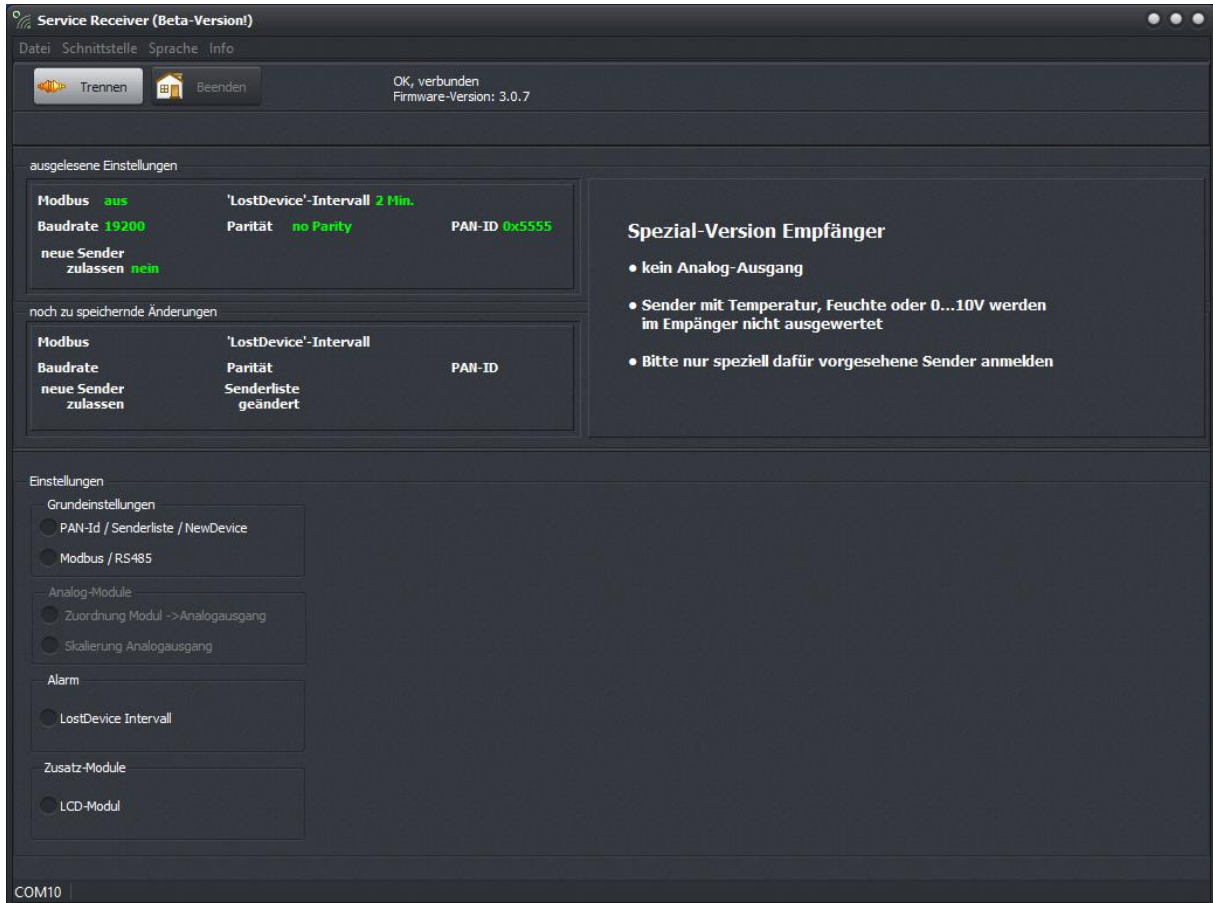 Service Receiver (Beta-Version!)
Datei Schnittstelle Sprache Info
Trennen Beenden OK, verbunden
Firmware-Version: 3.0.7
ausgelesene Einstellungen
Modbus aus 'LostDevice'-Intervall 2 Min.
Baudrate 19200 Parität no Parity PAN-ID 0x5555
neue Sender
zulassen nein
noch zu speichernde Änderungen
Modbus 'LostDevice'-Intervall
Baudrate Parität PAN-ID
neue Sender Senderliste
zulassen geändert
Spezial-Version Empfänger
• kein Analog-Ausgang
• Sender mit Temperatur, Feuchte oder 0...10V werden
im Empänger nicht ausgewertet
• Bitte nur speziell dafür vorgesehene Sender anmelden
Einstellungen
Grundeinstellungen
PAN-Id / Senderliste / NewDevice
Modbus / RS485
Analog-Module
Zuordnung Modul ->Analogausgang
Skalierung Analogausgang
Alarm
LostDevice Intervall
Zusatz-Module
LCD-Modul
COM10